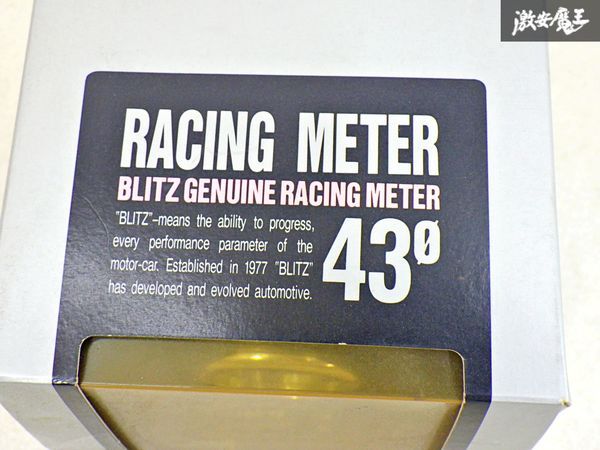 激安魔王
RACING METER
BLITZ GENUINE RACING METER
"BLITZ"–means the ability to progress,
every performance parameter of the
motor-car. Established in 1977 "BLITZ"
has developed and evolved automotive.
43ø